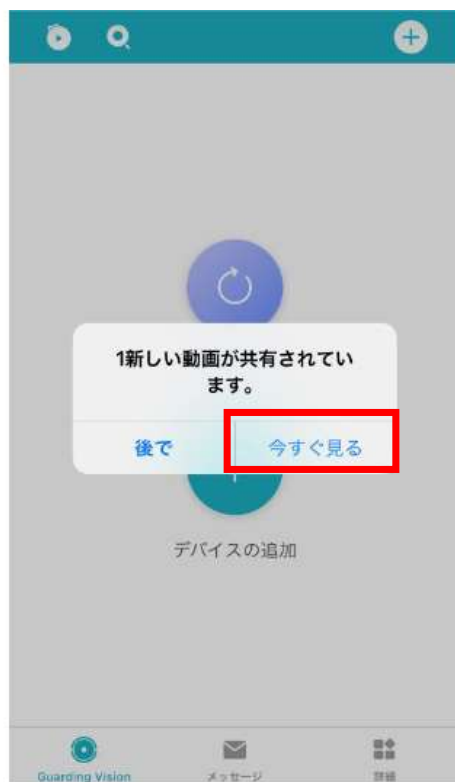 1新しい動画が共有されてい
ます。
後で
今すぐ見る
デバイスの追加
Guarding Vision
メッセージ
詳細